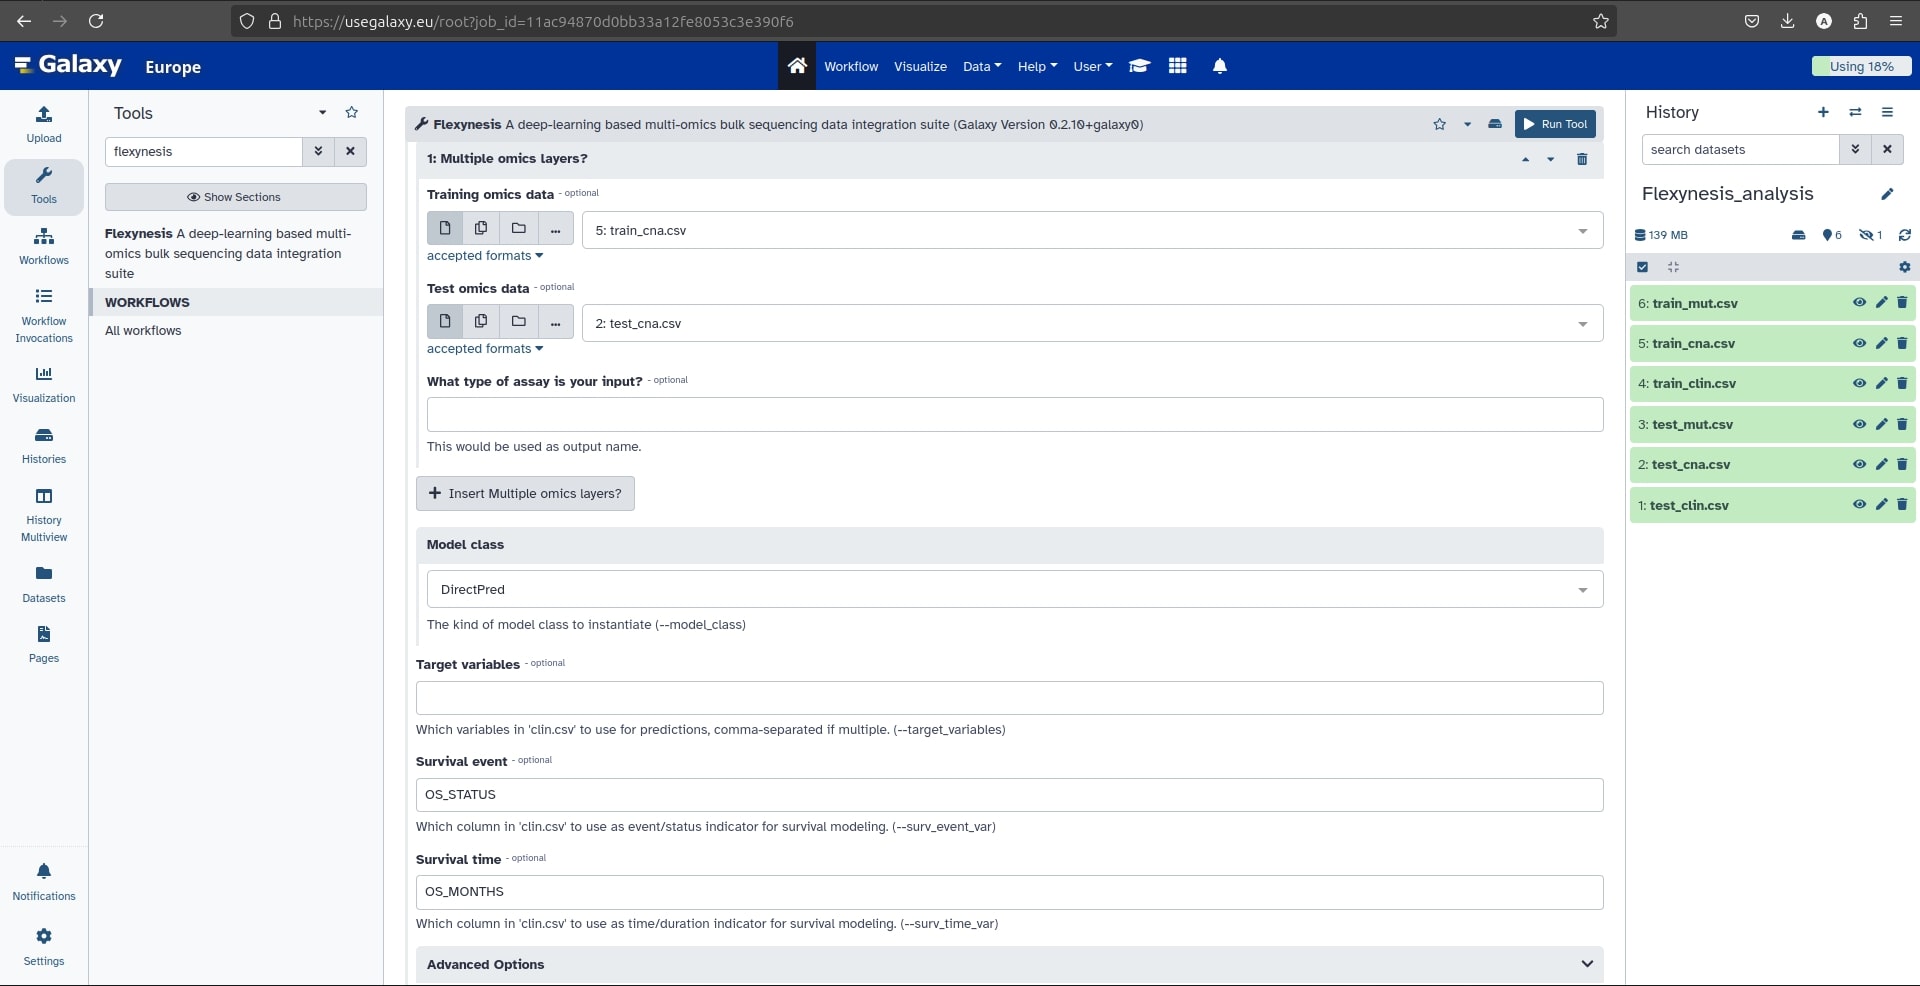 https://usegalaxy.eu/root?job_id=11ac94870d0bb33a12fe8053c3e390f6
A
Galaxy Europe
Workflow Visualize Data Help User
Using 18%
Upload
Tools
Workflows
Workflow
Invocations
Visualization
Histories
History
Multiview
Datasets
Pages
Notifications
Settings
Tools
flexynesis
Show Sections
Flexynesis A deep-learning based multi-
omics bulk sequencing data integration
suite
WORKFLOWS
All workflows
Flexynesis A deep-learning based multi-omics bulk sequencing data integration suite (Galaxy Version 0.2.10+galaxy0)
Run Tool
1: Multiple omics layers?
Training omics data - optional
... 5: train_cna.csv
accepted formats
Test omics data - optional
... 2: test_cna.csv
accepted formats
What type of assay is your input? - optional
This would be used as output name.
+ Insert Multiple omics layers?
Model class
DirectPred
The kind of model class to instantiate (--model_class)
Target variables - optional
Which variables in 'clin.csv' to use for predictions, comma-separated if multiple. (--target_variables)
Survival event - optional
OS_STATUS
Which column in 'clin.csv' to use as event/status indicator for survival modeling. (--surv_event_var)
Survival time - optional
OS_MONTHS
Which column in 'clin.csv' to use as time/duration indicator for survival modeling. (--surv_time_var)
Advanced Options
History
search datasets
Flexynesis_analysis
139 MB 6 1
6: train_mut.csv
5: train_cna.csv
4: train_clin.csv
3: test_mut.csv
2: test_cna.csv
1: test_clin.csv